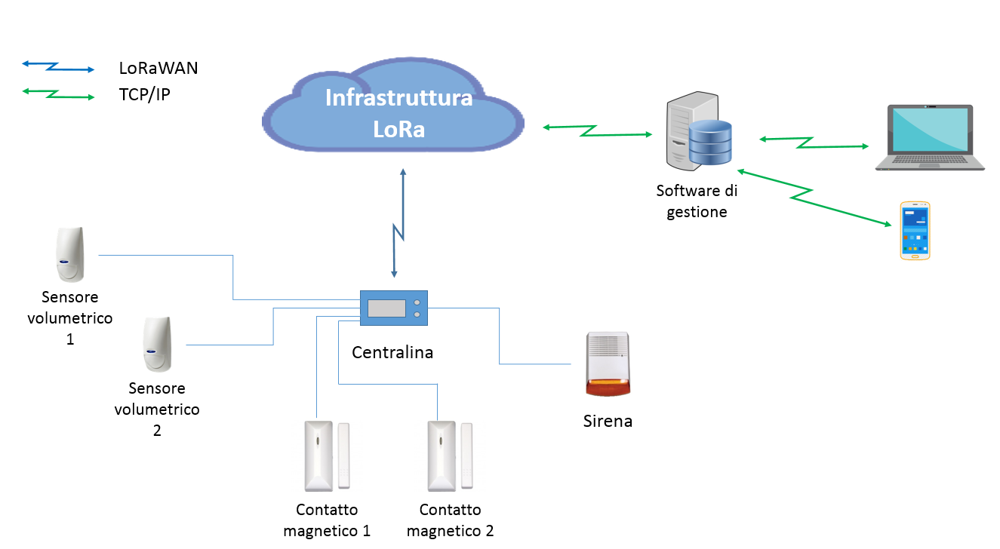 LoRaWAN
TCP/IP
Infrastruttura
LoRa
Software di
gestione
Sensore
volumetrico
1
Centralina
Sensore
volumetrico
2
Sirena
Contatto
magnetico 1
Contatto
magnetico 2